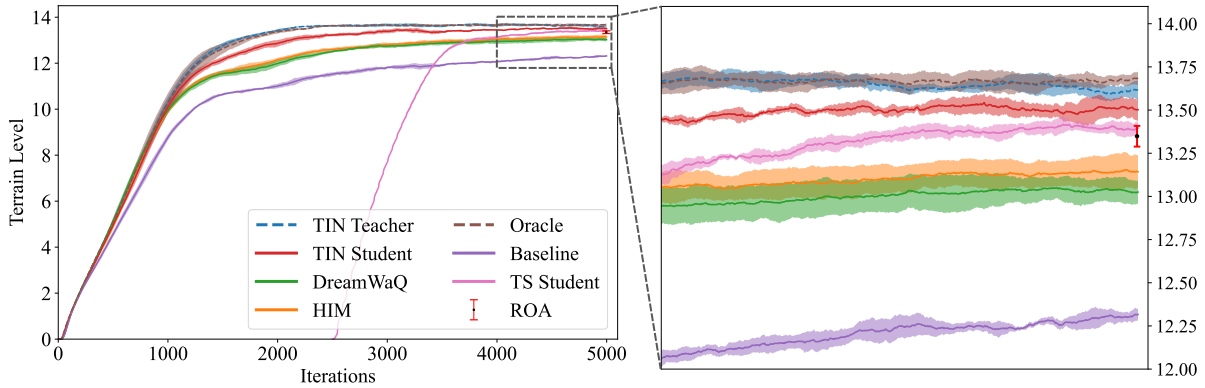 Terrain Level
14
12
10
8
6
4
2
0
0 1000 2000 3000 4000 5000
Iterations
TIN Teacher
TIN Student
DreamWaQ
HIM
Oracle
Baseline
TS Student
ROA
14.00
13.75
13.50
13.25
13.00
12.75
12.50
12.25
12.00